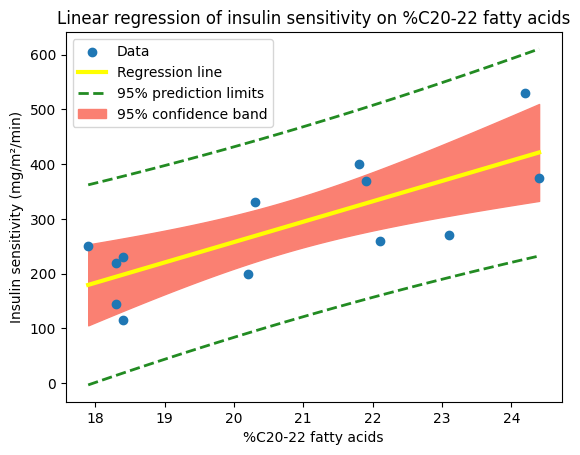 Linear regression of insulin sensitivity on %C20-22 fatty acids
Data
Regression line
95% prediction limits
95% confidence band
Insulin sensitivity (mg/m²/min)
600
500
400
300
200
100
0
18 19 20 21 22 23 24
%C20-22 fatty acids